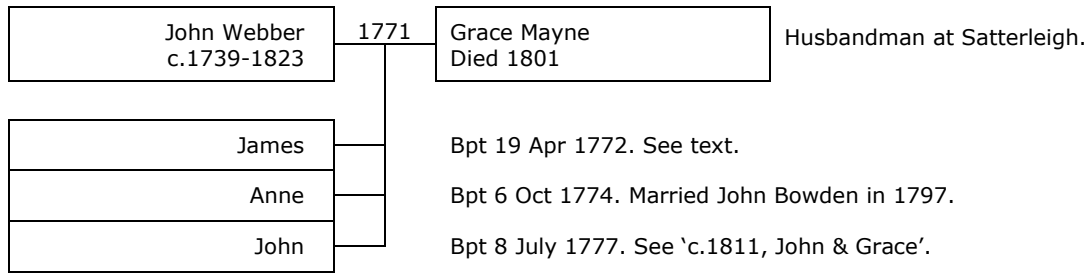 John Webber
c.1739-1823
1771
Grace Mayne
Died 1801
Husbandman at Satterleigh.
James
Bpt 19 Apr 1772. See text.
Anne
Bpt 6 Oct 1774. Married John Bowden in 1797.
John
Bpt 8 July 1777. See ‘c.1811, John & Grace’.